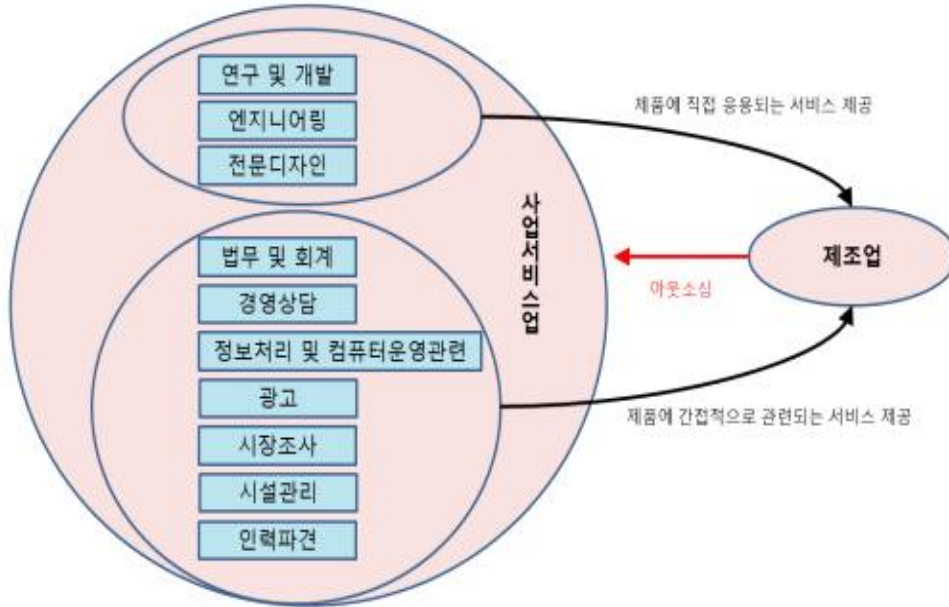 연구 및 개발
엔지니어링
전문디자인
법무 및 회계
경영상담
정보처리 및 컴퓨터운영관련
광고
시장조사
시설관리
인력파견
사업서비스업
제품에 직접 응용되는 서비스 제공
제조업
아웃소싱
제품에 간접적으로 관련되는 서비스 제공